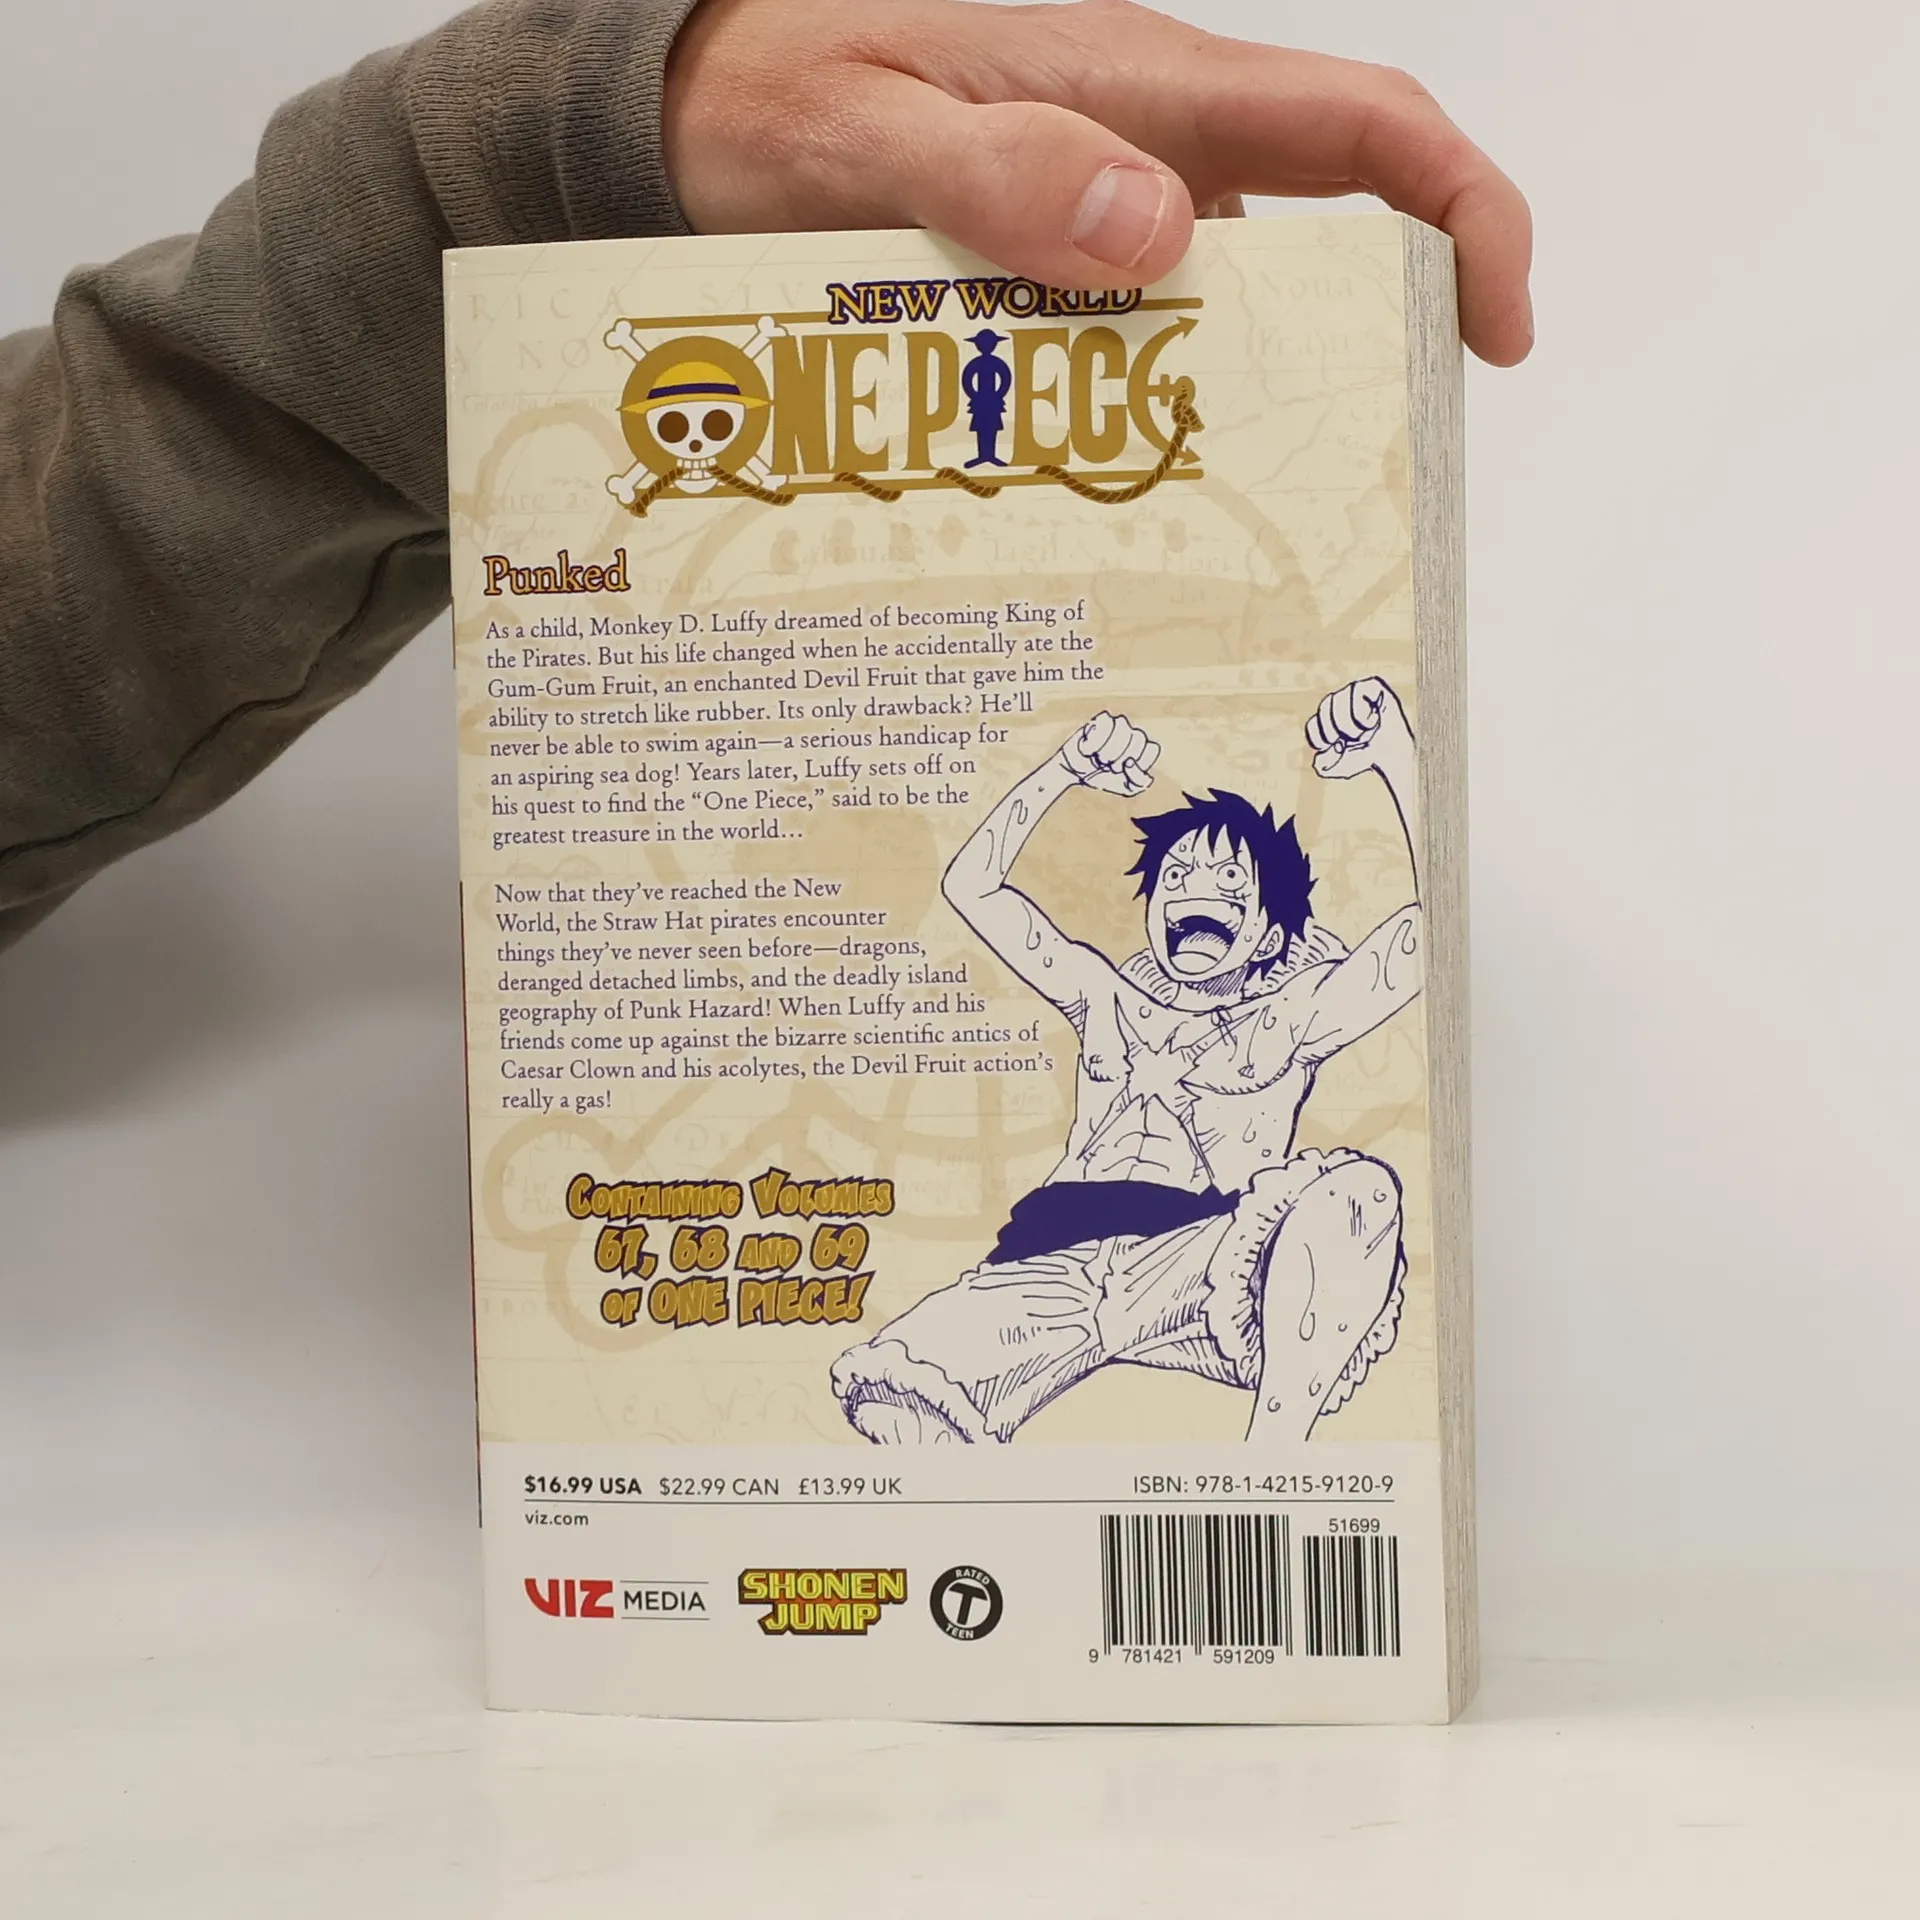 NEW WORLD
ONE PIECE
Punked
As a child, Monkey D. Luffy dreamed of becoming King of
the Pirates. But his life changed when he accidentally ate the
Gum-Gum Fruit, an enchanted Devil Fruit that gave him the
ability to stretch like rubber. Its only drawback? He'll
never be able to swim again—a serious handicap for
an aspiring sea dog! Years later, Luffy sets off on
his quest to find the “One Piece,” said to be the
greatest treasure in the world...
Now that they've reached the New
World, the Straw Hat pirates encounter
things they've never seen before—dragons,
deranged detached limbs, and the deadly island
geography of Punk Hazard! When Luffy and his
friends come up against the bizarre scientific antics of
Caesar Clown and his acolytes, the Devil Fruit action's
really a gas!
CONTAINING VOLUMES
67, 68 AND 69
OF ONE PIECE!
$16.99 USA $22.99 CAN £13.99 UK
ISBN: 978-1-4215-9120-9
viz.com
51699
VIZ MEDIA
SHONEN
JUMP
RATED
T
TEEN
9 781421 591209